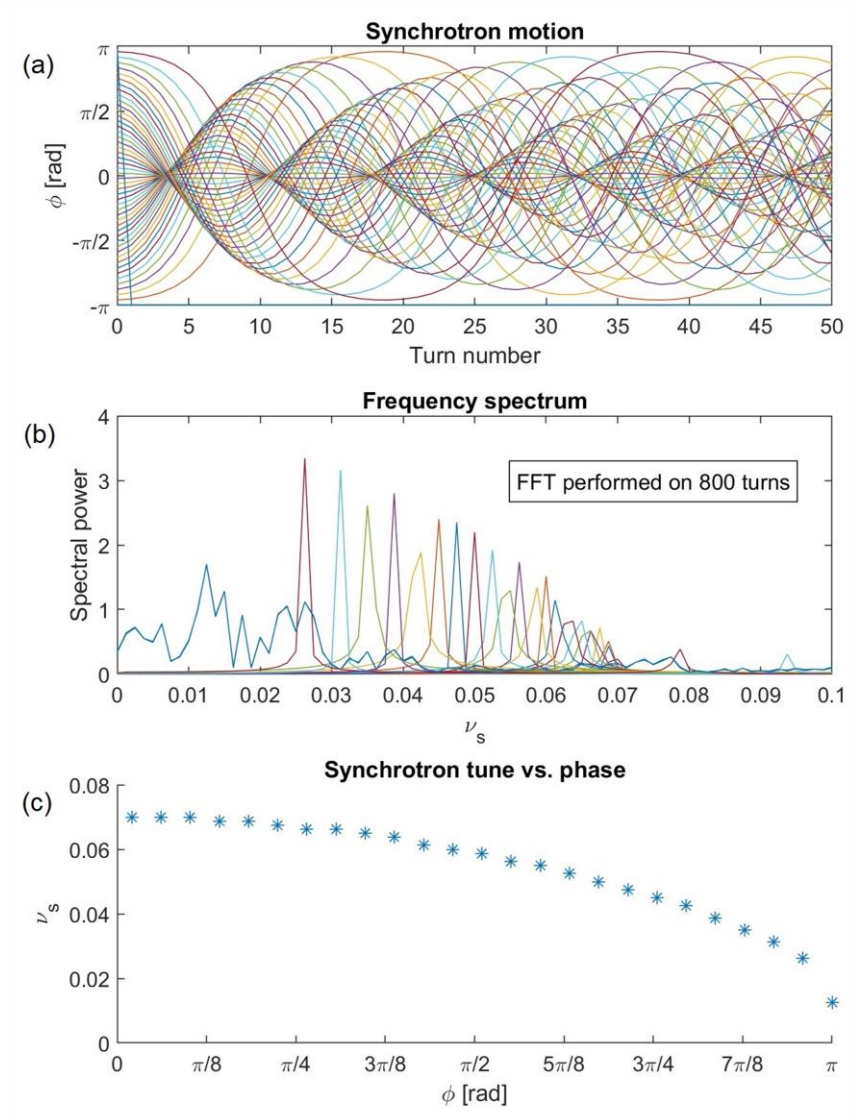 Synchrotron motion
(a)
π
π/2
0
-π/2
-π
ϕ [rad]
0 5 10 15 20 25 30 35 40 45 50
Turn number
Frequency spectrum
(b)
4
3
2
1
0
Spectral power
FFT performed on 800 turns
0 0.01 0.02 0.03 0.04 0.05 0.06 0.07 0.08 0.09 0.1
νs
Synchrotron tune vs. phase
(c)
0.08
0.06
0.04
0.02
0
νs
0 π/8 π/4 3π/8 π/2 5π/8 3π/4 7π/8 π
ϕ [rad]